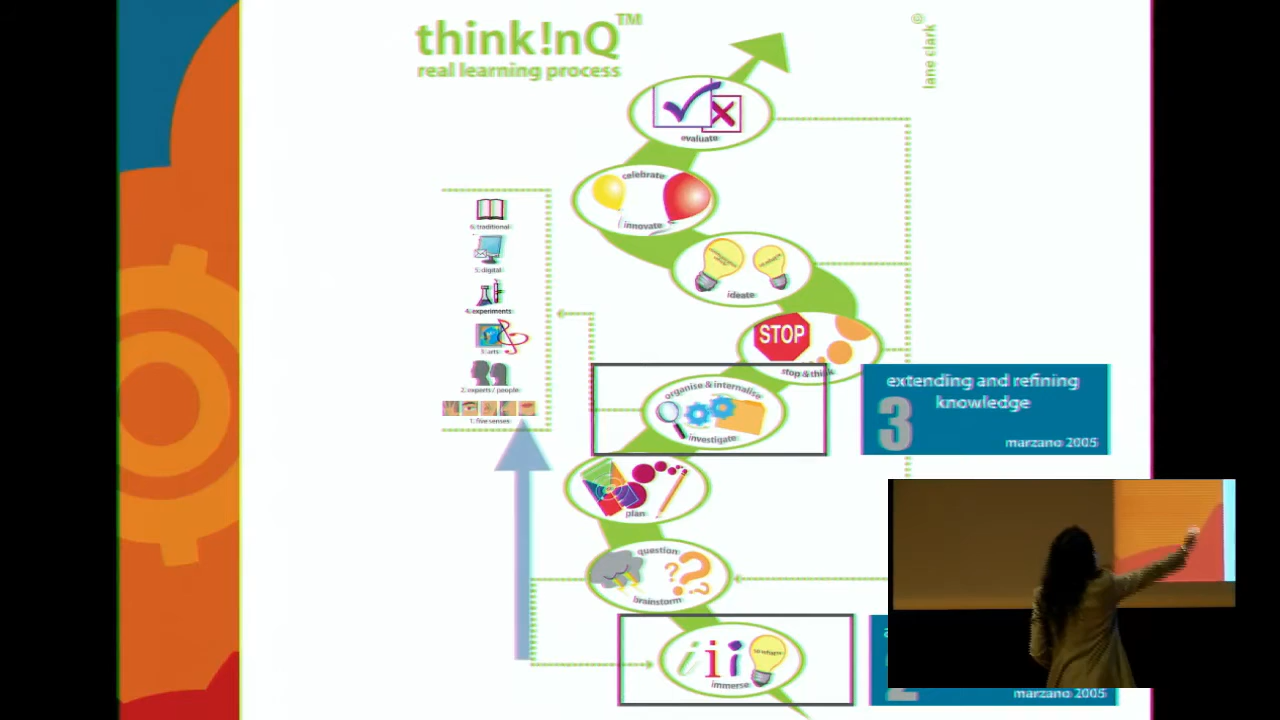 think!nQ™
real learning process
lane clark ©
evaluate
celebrate
innovate
ideate
stop & think
STOP
organise & internalise
investigate
plan
question
brainstorm
iii
immerse
6: traditional
5: digital
4: experiments
3: arts
2: experts / people
1: five senses
extending and refining
knowledge
3
marzano 2005
2
marzano 2005